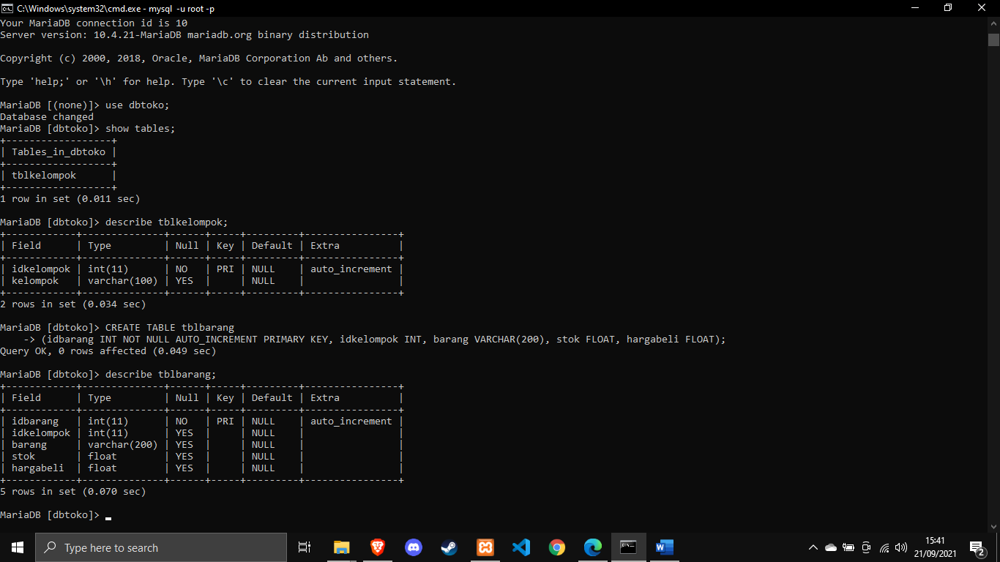 C:\Windows\system32\cmd.exe - mysql  -u root -p
Your MariaDB connection id is 10
Server version: 10.4.21-MariaDB mariadb.org binary distribution

Copyright (c) 2000, 2018, Oracle, MariaDB Corporation Ab and others.

Type 'help;' or '\h' for help. Type '\c' to clear the current input statement.

MariaDB [(none)]> use dbtoko;
Database changed
MariaDB [dbtoko]> show tables;
+------------------+
| Tables_in_dbtoko |
+------------------+
| tblkelompok      |
+------------------+
1 row in set (0.011 sec)

MariaDB [dbtoko]> describe tblkelompok;
+------------+--------------+------+-----+---------+----------------+
| Field      | Type         | Null | Key | Default | Extra          |
+------------+--------------+------+-----+---------+----------------+
| idkelompok | int(11)      | NO   | PRI | NULL    | auto_increment |
| kelompok   | varchar(100) | YES  |     | NULL    |                |
+------------+--------------+------+-----+---------+----------------+
2 rows in set (0.034 sec)

MariaDB [dbtoko]> CREATE TABLE tblbarang
    -> (idbarang INT NOT NULL AUTO_INCREMENT PRIMARY KEY, idkelompok INT, barang VARCHAR(200), stok FLOAT, hargabeli FLOAT);
Query OK, 0 rows affected (0.049 sec)

MariaDB [dbtoko]> describe tblbarang;
+------------+--------------+------+-----+---------+----------------+
| Field      | Type         | Null | Key | Default | Extra          |
+------------+--------------+------+-----+---------+----------------+
| idbarang   | int(11)      | NO   | PRI | NULL    | auto_increment |
| idkelompok | int(11)      | YES  |     | NULL    |                |
| barang     | varchar(200) | YES  |     | NULL    |                |
| stok       | float        | YES  |     | NULL    |                |
| hargabeli  | float        | YES  |     | NULL    |                |
+------------+--------------+------+-----+---------+----------------+
5 rows in set (0.070 sec)

MariaDB [dbtoko]> _
Type here to search
15:41
21/09/2021
2